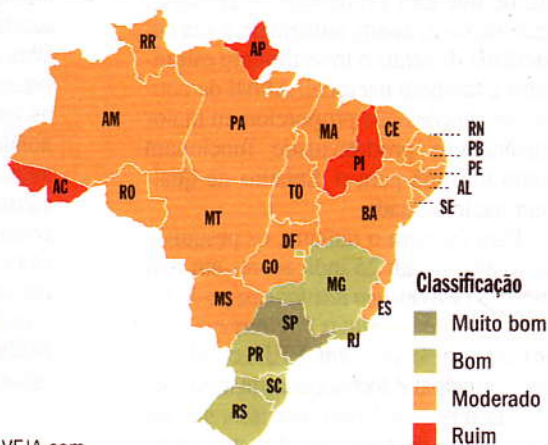 RR
AP
AM
PA
MA
CE
RN
PB
PE
AL
SE
PI
AC
RO
TO
MT
BA
DF
GO
MG
MS
ES
SP
RJ
PR
SC
RS
Classificação
Muito bom
Bom
Moderado
Ruim
VEJA.com